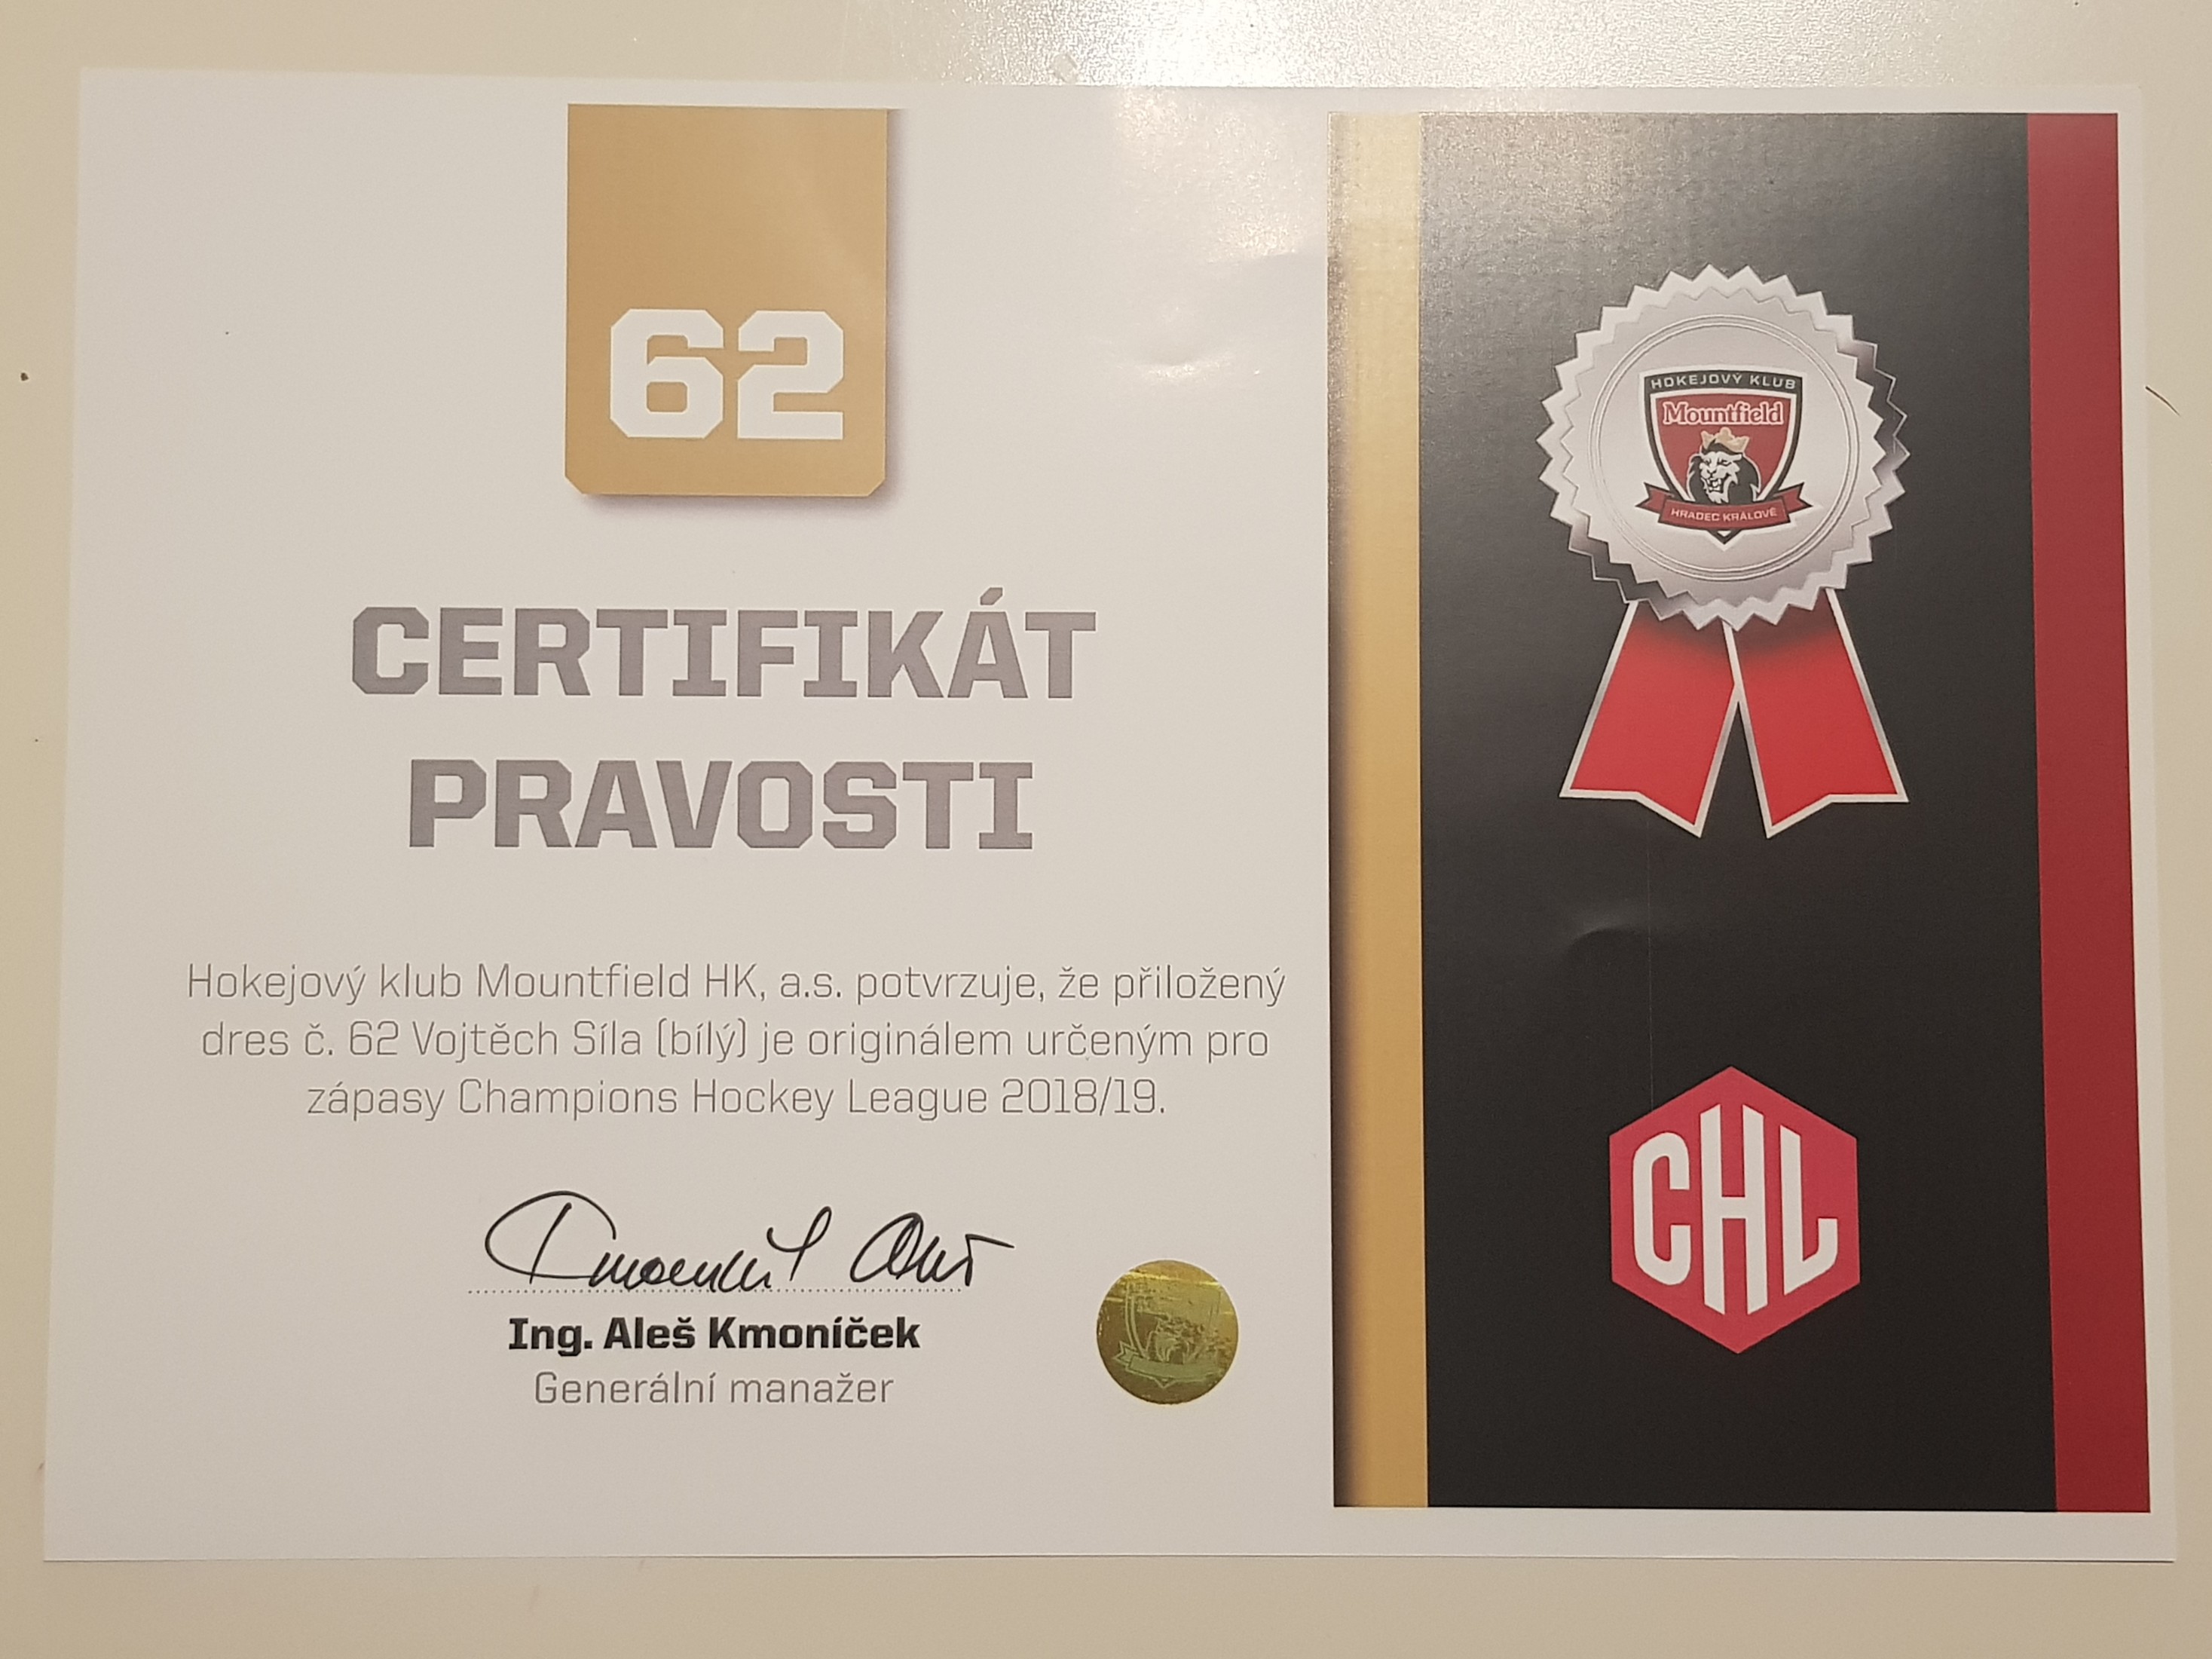 62
CERTIFIKÁT
PRAVOSTI
Hokejový klub Mountfield HK, a.s. potvrzuje, že přiložený
dres č. 62 Vojtěch Síla (bílý) je originálem určeným pro
zápasy Champions Hockey League 2018/19.
Ing. Aleš Kmoníček
Generální manažer
HOKEJOVÝ KLUB
Mountfield
HRADEC KRÁLOVÉ
CHL